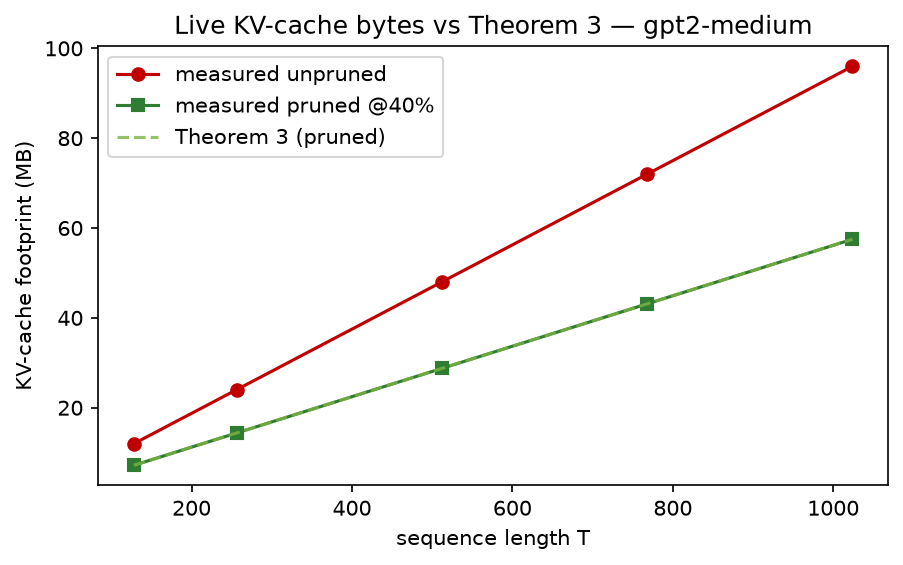 Live KV-cache bytes vs Theorem 3 — gpt2-medium
measured unpruned
measured pruned @40%
Theorem 3 (pruned)
KV-cache footprint (MB)
100
80
60
40
20
200 400 600 800 1000
sequence length T